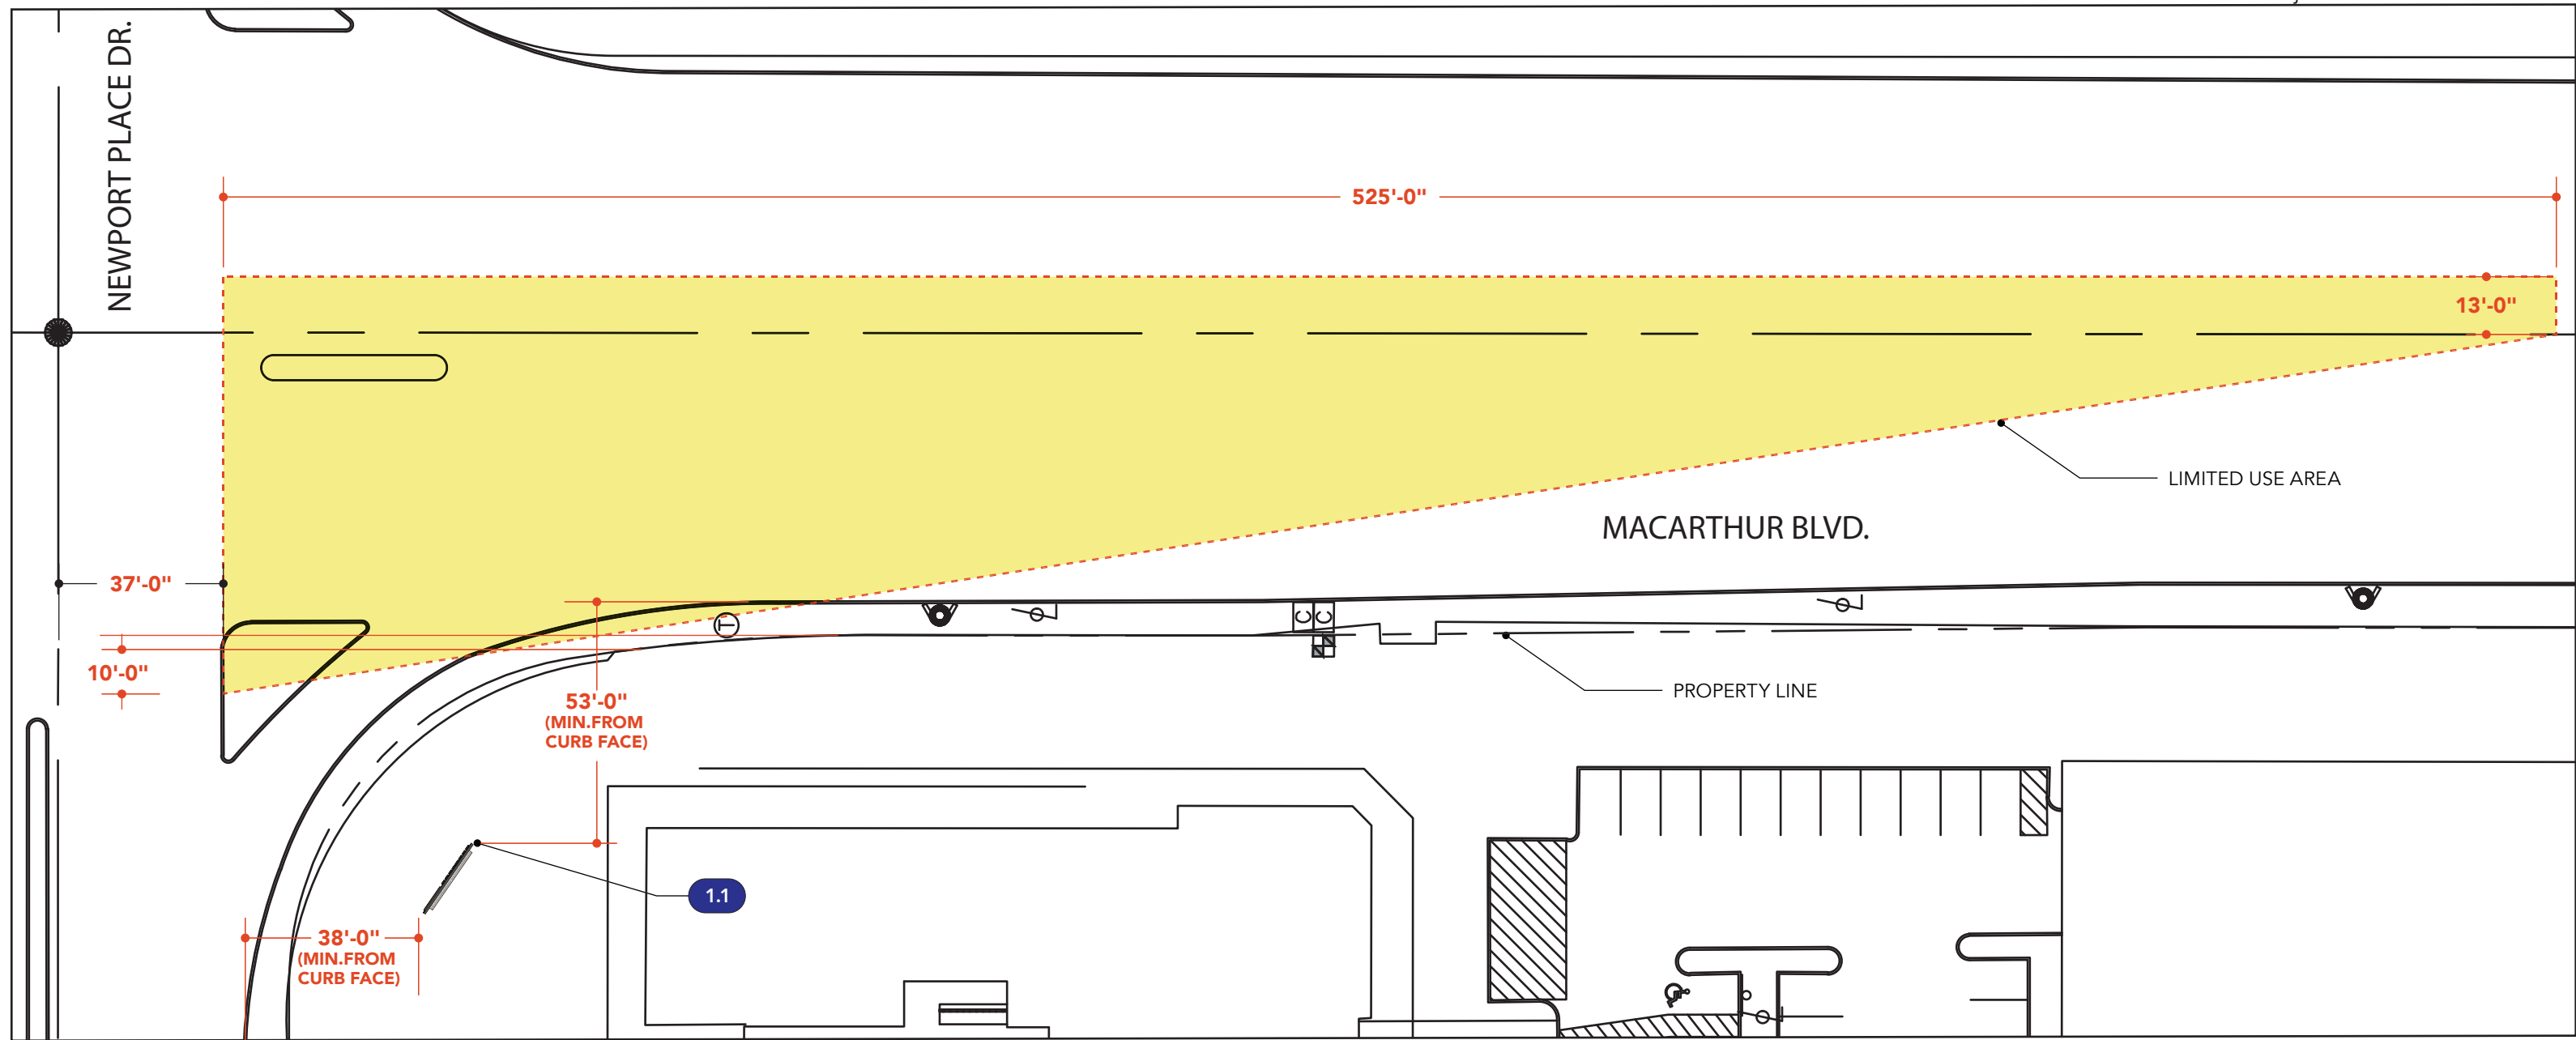 NEWPORT PLACE DR.
525'-0"
13'-0"
LIMITED USE AREA
MACARTHUR BLVD.
37'-0"
T
C C
10'-0"
53'-0"
(MIN.FROM
CURB FACE)
PROPERTY LINE
1.1
38'-0"
(MIN.FROM
CURB FACE)